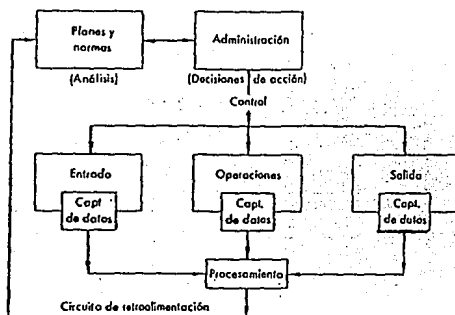 Planes y
normas
Administración
(Análisis)
(Decisiones de acción)
Control
Entrada
Operaciones
Salida
Capt
de datos
Capt.
de datos
Capt.
de datos
Procesamiento
Circuito de retroalimentación